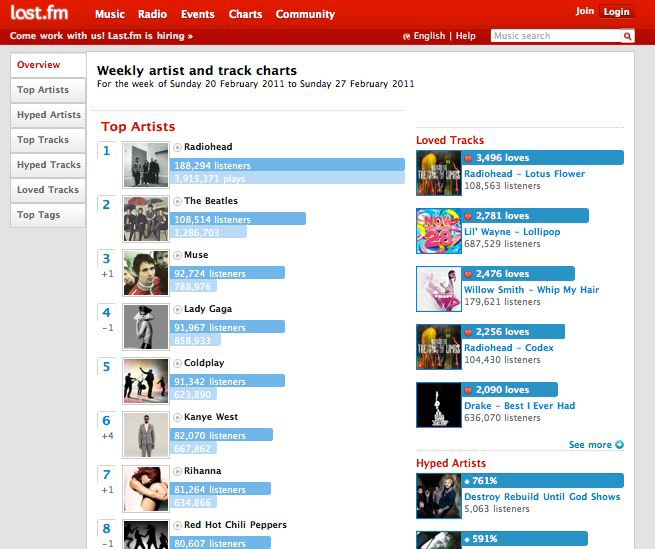 last.fm Music Radio Events Charts Community Join Login
Come work with us! Last.fm is hiring » English | Help Music search
Overview
Top Artists
Hyped Artists
Top Tracks
Hyped Tracks
Loved Tracks
Top Tags
Weekly artist and track charts
For the week of Sunday 20 February 2011 to Sunday 27 February 2011
Top Artists
1 Radiohead
188,294 listeners
3,915,371 plays
2 The Beatles
108,514 listeners
1,286,703
3 Muse
+1 92,724 listeners
788,976
4 Lady Gaga
-1 91,967 listeners
858,933
5 Coldplay
91,342 listeners
623,890
6 Kanye West
+4 82,070 listeners
667,862
7 Rihanna
+1 81,264 listeners
634,866
8 Red Hot Chili Peppers
-1 80,607 listeners
Loved Tracks
3,496 loves
Radiohead – Lotus Flower
108,563 listeners
2,781 loves
Lil' Wayne – Lollipop
687,529 listeners
NOW
28
2,476 loves
Willow Smith – Whip My Hair
179,621 listeners
2,256 loves
Radiohead – Codex
104,430 listeners
2,090 loves
Drake – Best I Ever Had
636,070 listeners
See more
Hyped Artists
761%
Destroy Rebuild Until God Shows
5,063 listeners
591%